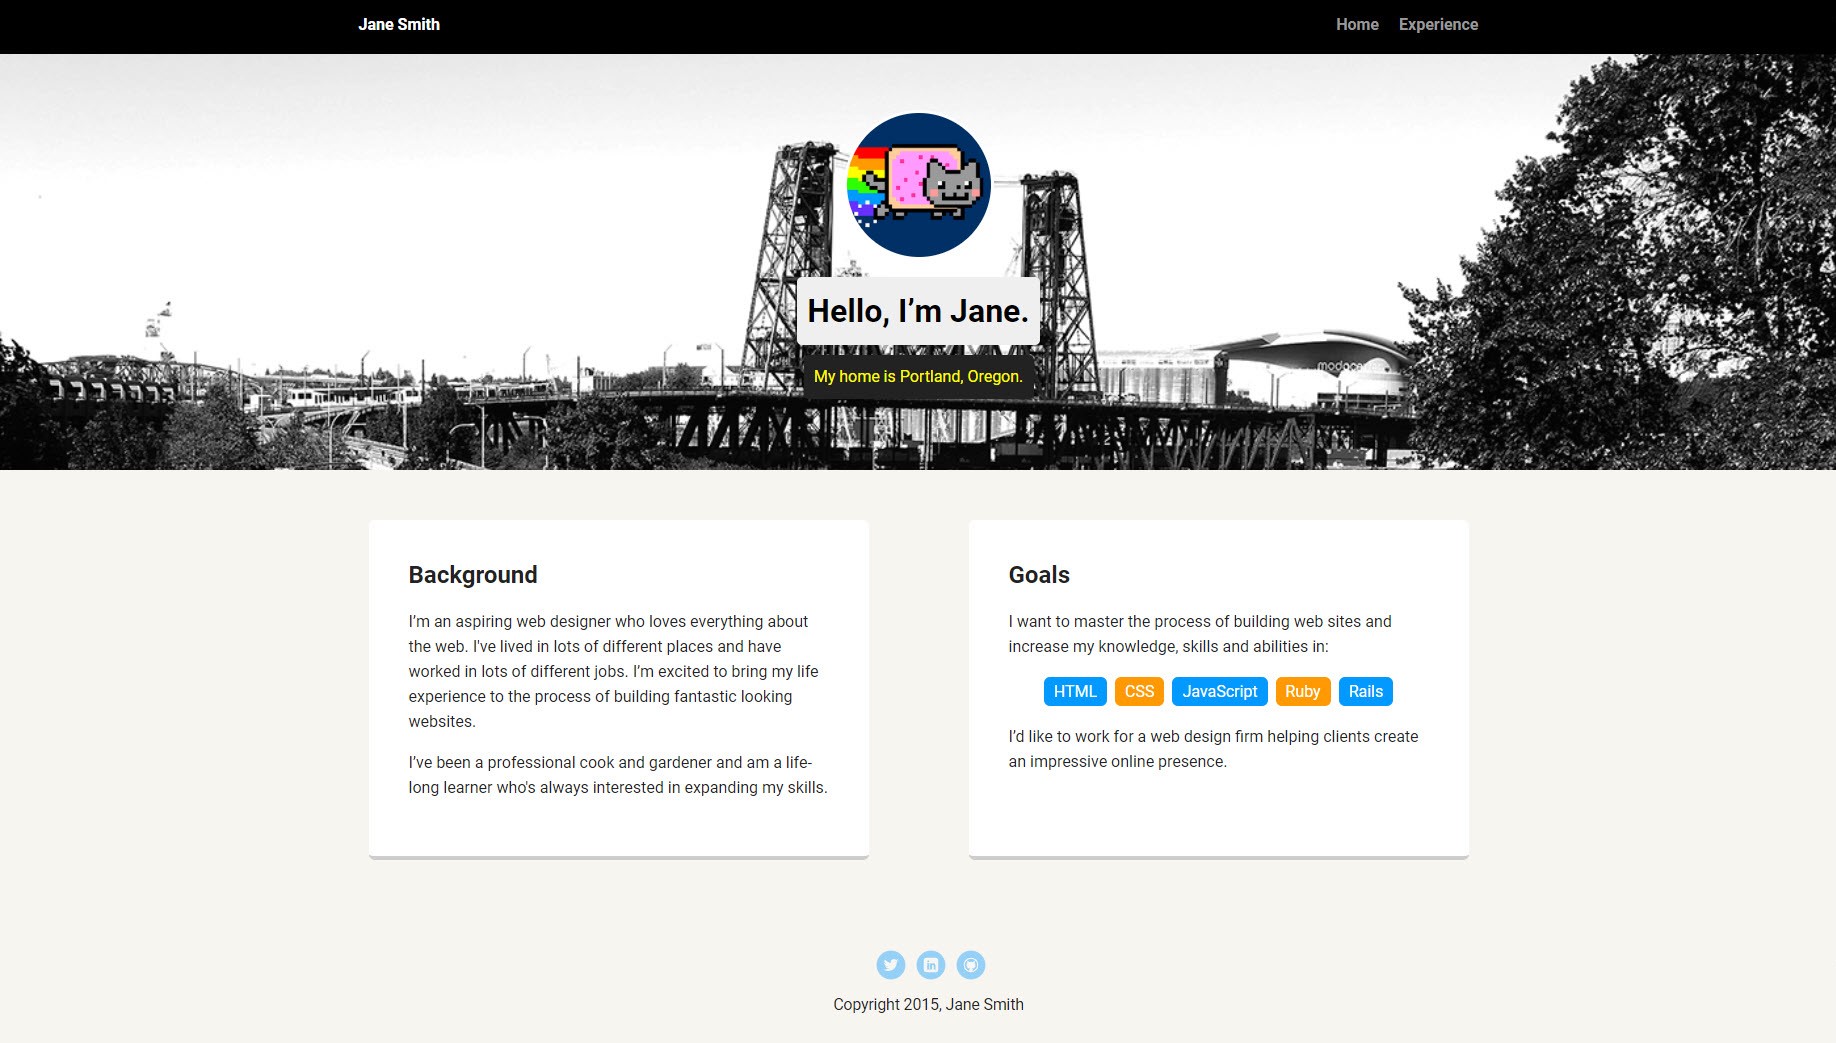 Jane Smith
Home Experience
Hello, I’m Jane.
My home is Portland, Oregon.
Background
I’m an aspiring web designer who loves everything about
the web. I've lived in lots of different places and have
worked in lots of different jobs. I’m excited to bring my life
experience to the process of building fantastic looking
websites.
I’ve been a professional cook and gardener and am a life-
long learner who's always interested in expanding my skills.
Goals
I want to master the process of building web sites and
increase my knowledge, skills and abilities in:
HTML CSS JavaScript Ruby Rails
I’d like to work for a web design firm helping clients create
an impressive online presence.
in
Copyright 2015, Jane Smith